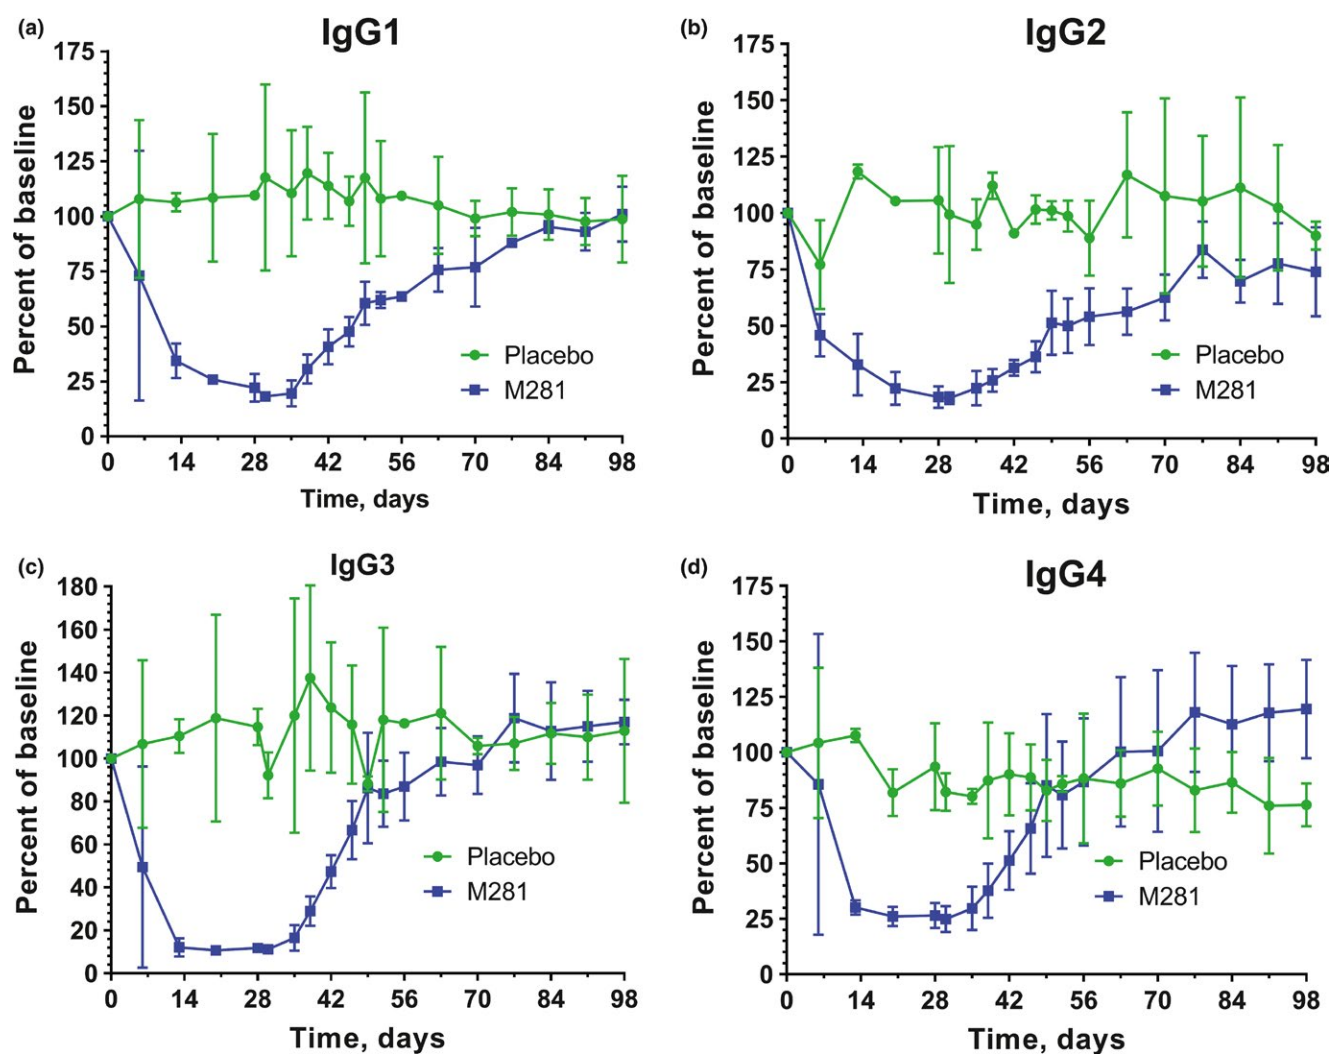 (a)
IgG1
Percent of baseline
175
150
125
100
75
50
25
0
Placebo
M281
0 14 28 42 56 70 84 98
Time, days
(b)
IgG2
Percent of baseline
175
150
125
100
75
50
25
0
Placebo
M281
0 14 28 42 56 70 84 98
Time, days
(c)
IgG3
Percent of baseline
180
160
140
120
100
80
60
40
20
0
Placebo
M281
0 14 28 42 56 70 84 98
Time, days
(d)
IgG4
Percent of baseline
175
150
125
100
75
50
25
0
Placebo
M281
0 14 28 42 56 70 84 98
Time, days